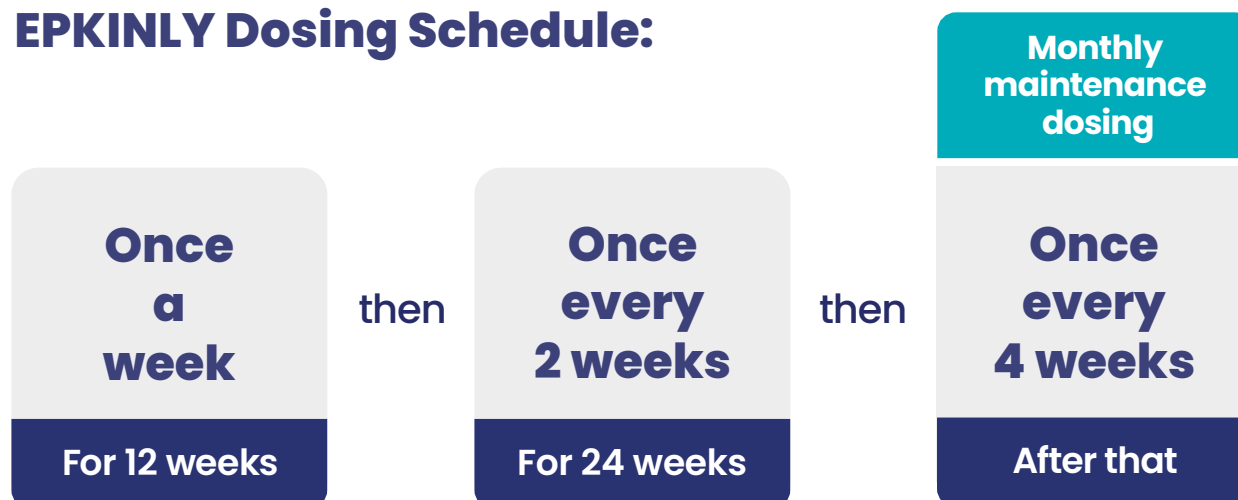 EPKINLY Dosing Schedule:
Monthly
maintenance
dosing
Once
a
week
For 12 weeks
then
Once
every
2 weeks
For 24 weeks
then
Once
every
4 weeks
After that